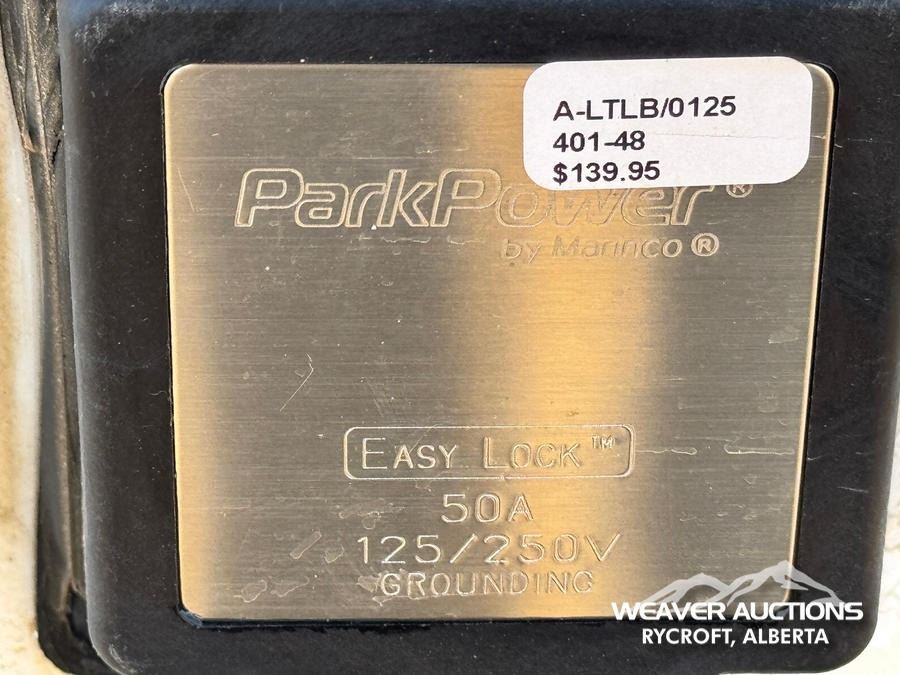 A-LTLB/0125
401-48
$139.95
ParkPower®
by Marinco®
EASY LOCK™
50A
125/250V
GROUNDING
WEAVER AUCTIONS
RYCROFT, ALBERTA